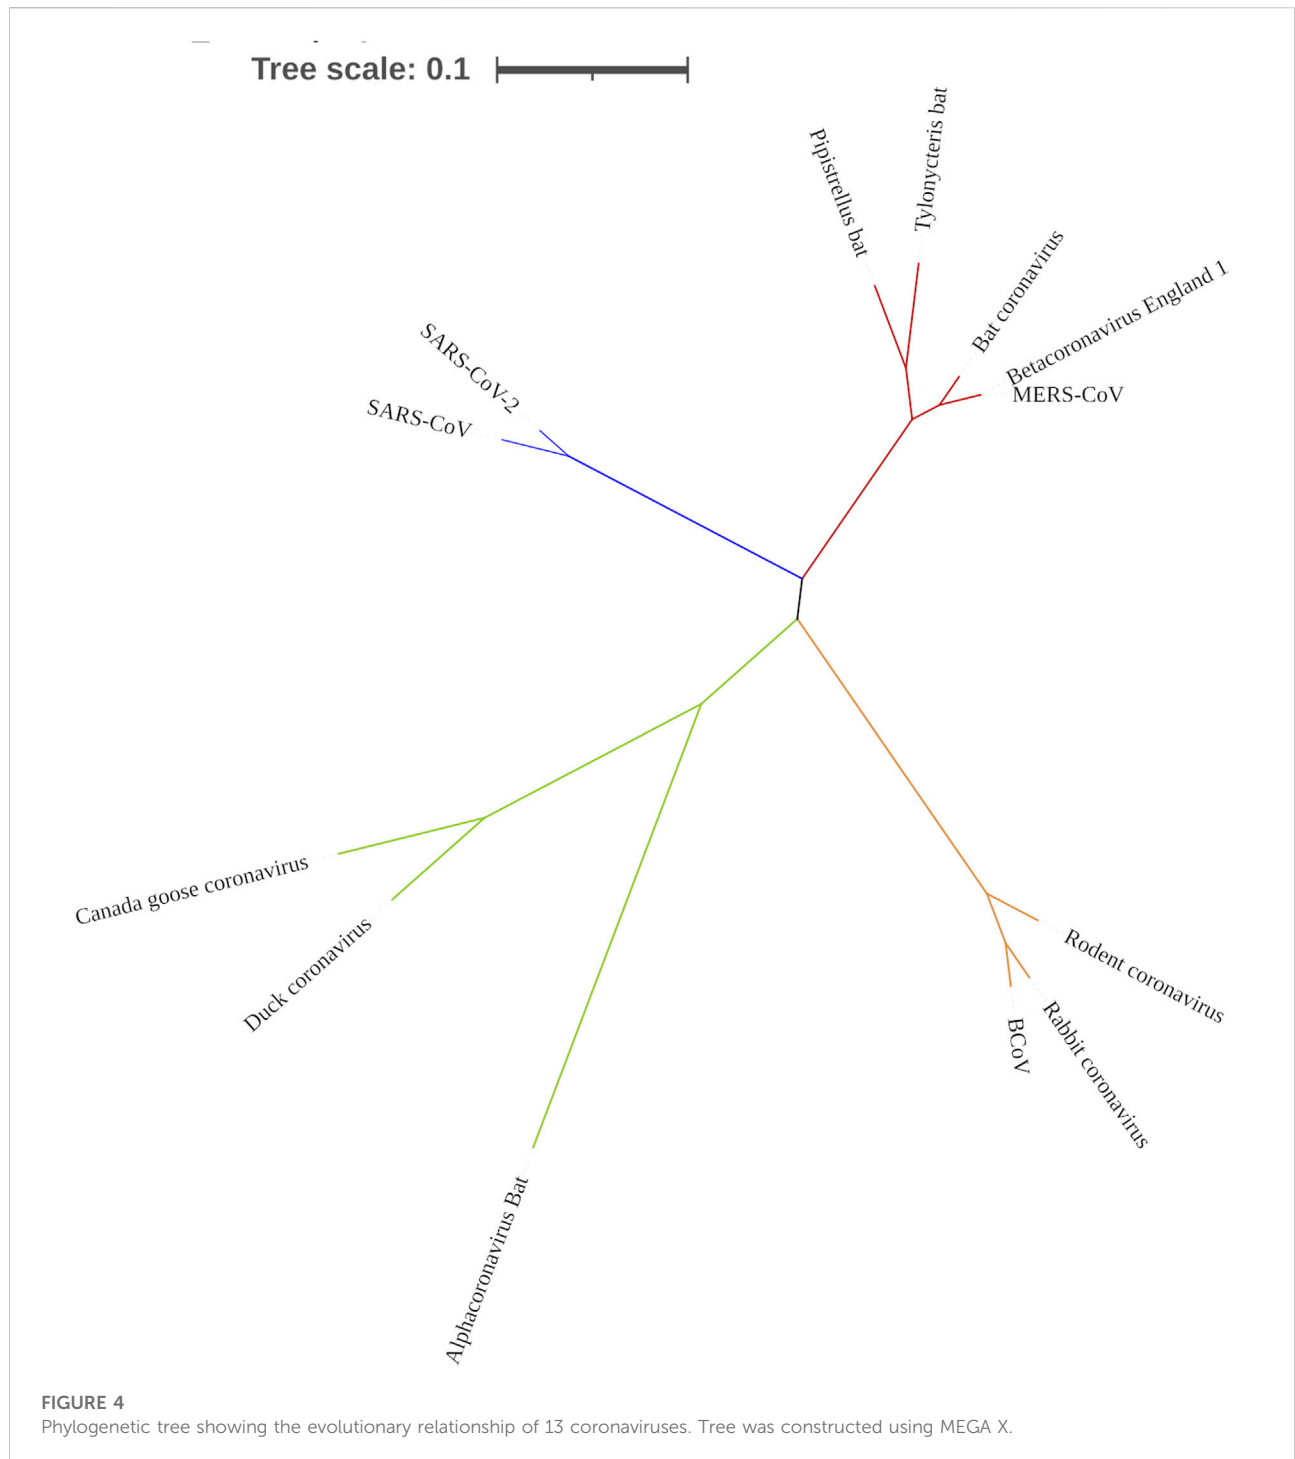 Tree scale: 0.1
Pipistrellus bat
Tylonycteris bat
Bat coronavirus
Betacoronavirus England 1
MERS-CoV
SARS-CoV-2
SARS-CoV
Canada goose coronavirus
Duck coronavirus
Alphacoronavirus Bat
Rodent coronavirus
Rabbit coronavirus
BCoV
FIGURE 4
Phylogenetic tree showing the evolutionary relationship of 13 coronaviruses. Tree was constructed using MEGA X.